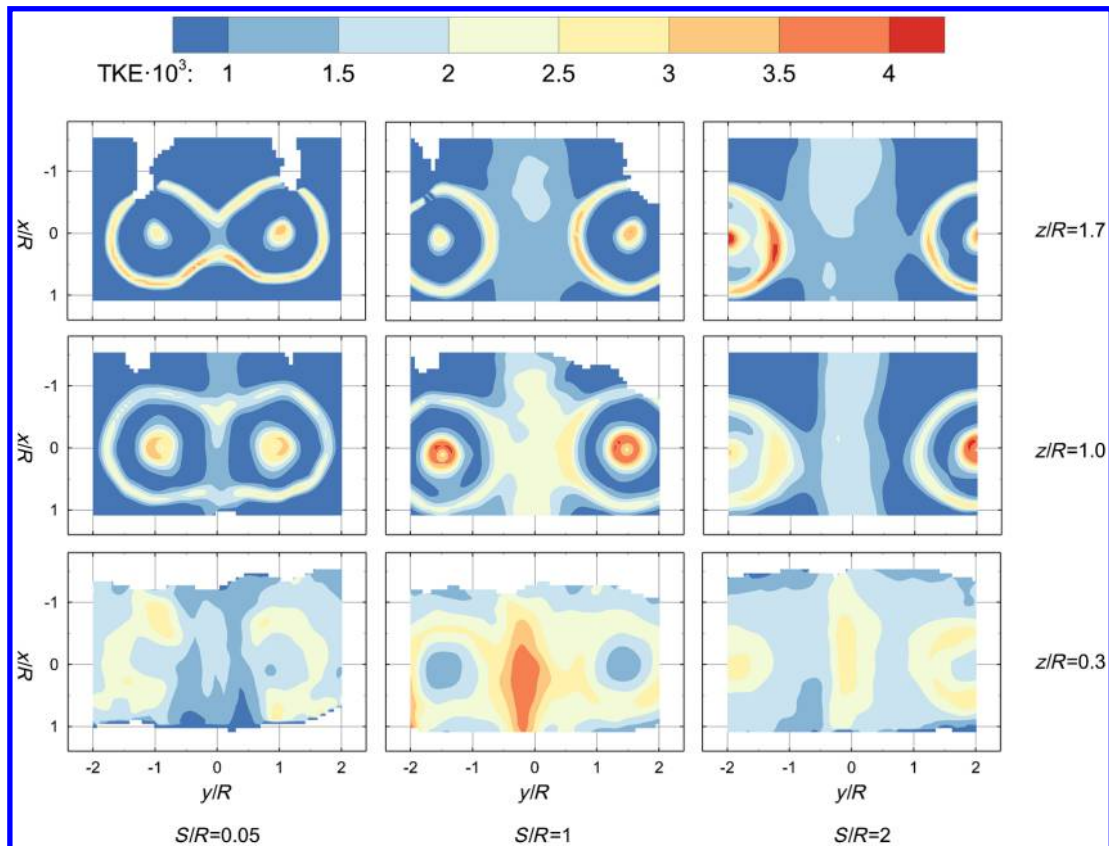 TKE·10³: 1 1.5 2 2.5 3 3.5 4
x/R -1 0 1 z/R=1.7
x/R -1 0 1 z/R=1.0
x/R -1 0 1 z/R=0.3
-2 -1 0 1 2 -2 -1 0 1 2 -2 -1 0 1 2
y/R y/R y/R
S/R=0.05 S/R=1 S/R=2